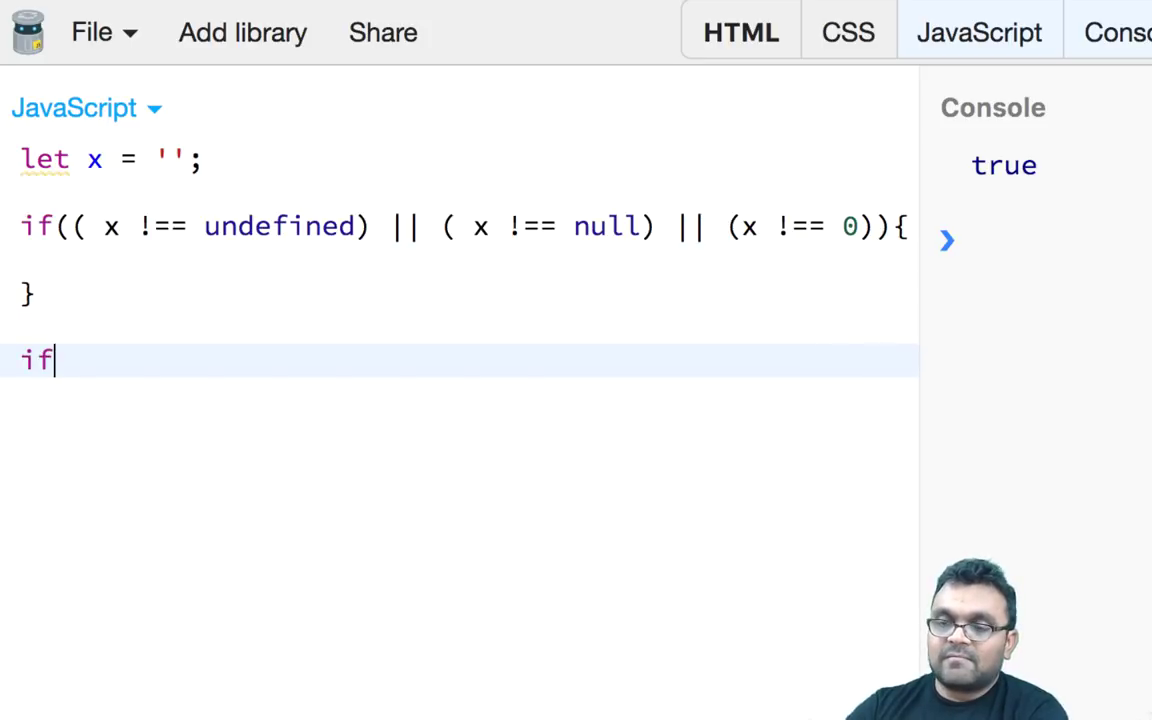 File Add library Share HTML CSS JavaScript Conso
JavaScript
Console
let x = '';
true
if(( x !== undefined) || ( x !== null) || (x !== 0)){
}
if